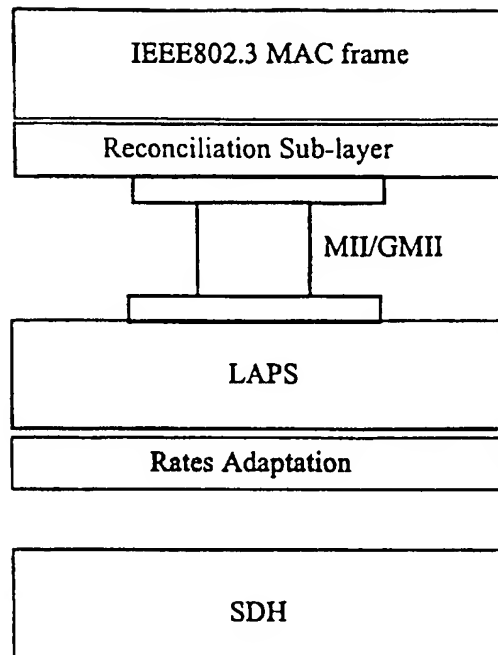 IEEE802.3 MAC frame
Reconciliation Sub-layer
MII/GMII
LAPS
Rates Adaptation
SDH